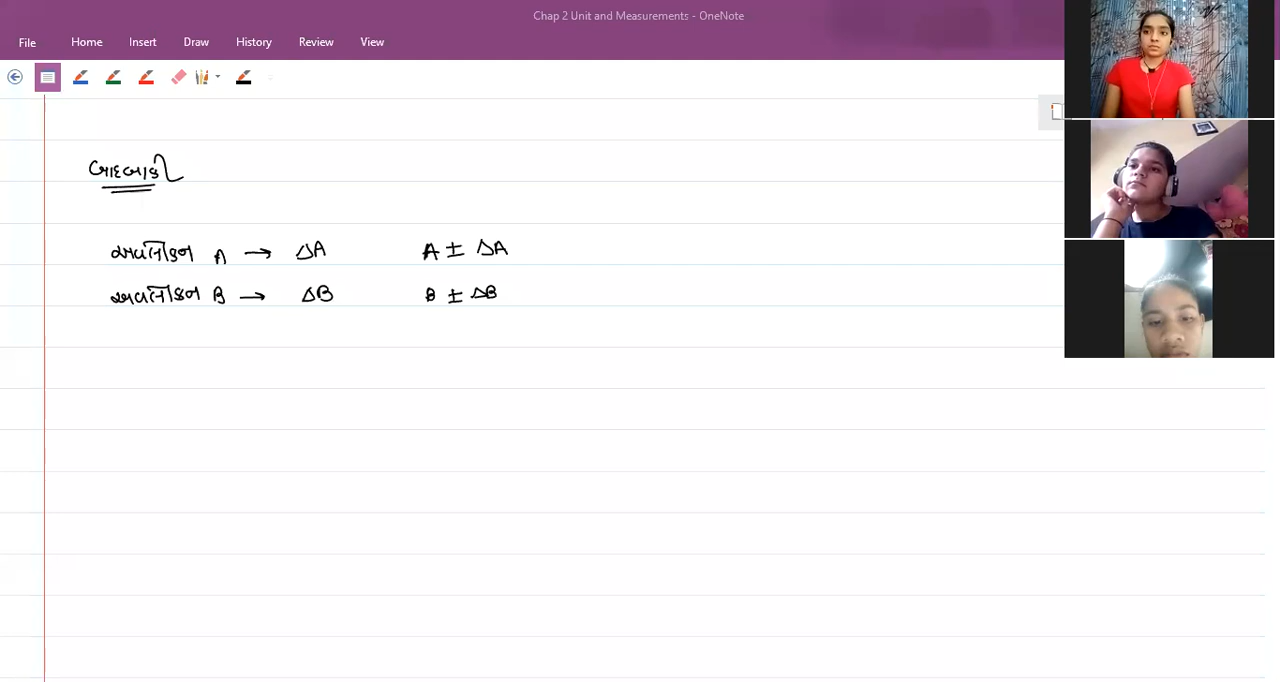 Chap 2 Unit and Measurements - OneNote
File Home Insert Draw History Review View
બાદબાકી
અવલોકન A → ΔA A ± ΔA
અવલોકન B → ΔB B ± ΔB